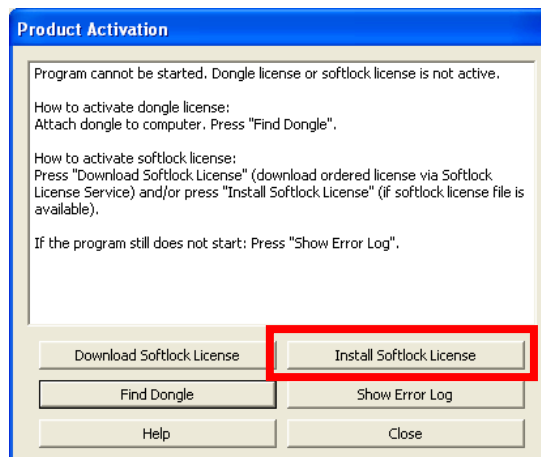 Product Activation
Program cannot be started. Dongle license or softlock license is not active.
How to activate dongle license:
Attach dongle to computer. Press "Find Dongle".
How to activate softlock license:
Press "Download Softlock License" (download ordered license via Softlock
License Service) and/or press "Install Softlock License" (if softlock license file is
available).
If the program still does not start: Press "Show Error Log".
Download Softlock License
Install Softlock License
Find Dongle
Show Error Log
Help
Close